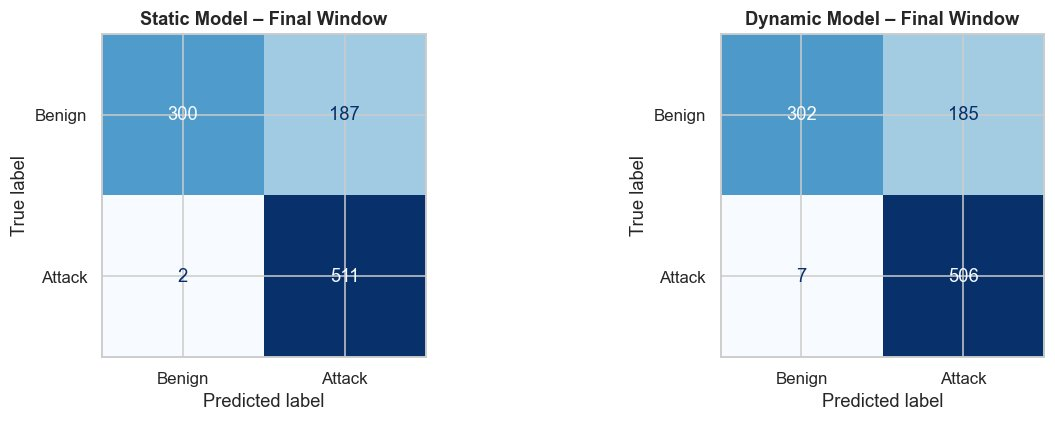 Static Model – Final Window
True label
Benign
300
187
Attack
2
511
Benign
Attack
Predicted label
Dynamic Model – Final Window
True label
Benign
302
185
Attack
7
506
Benign
Attack
Predicted label